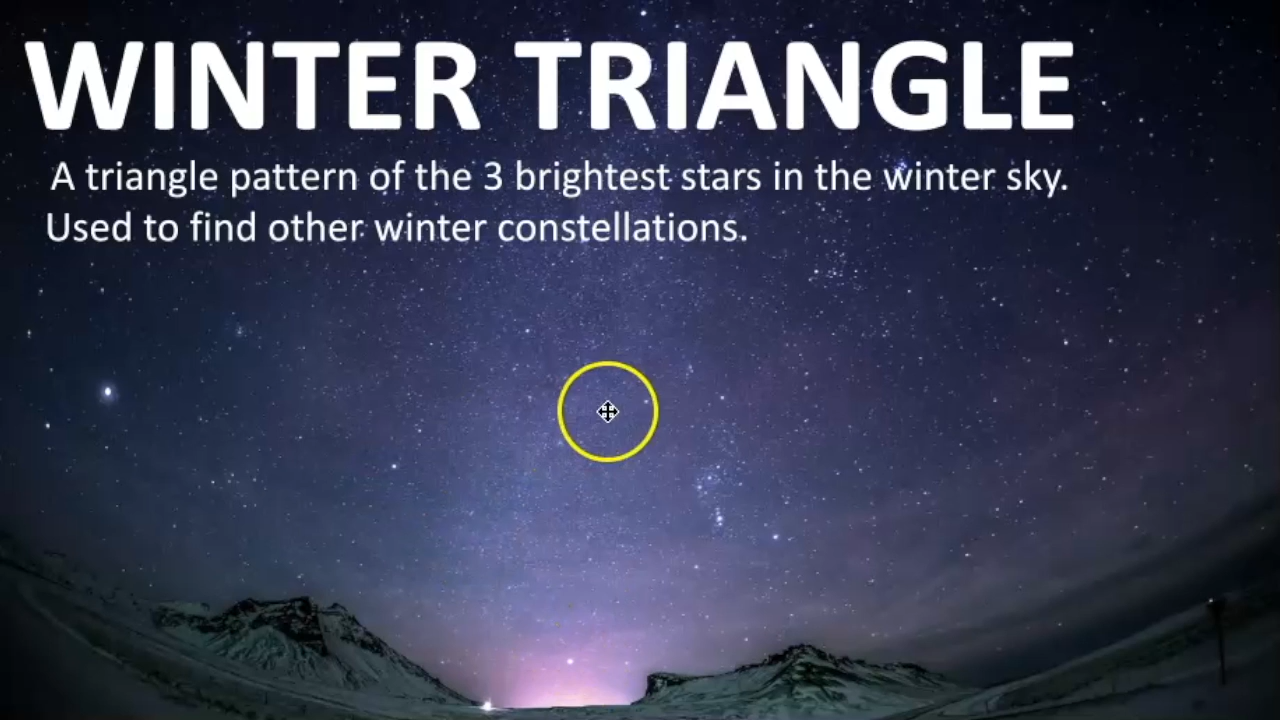 WINTER TRIANGLE
A triangle pattern of the 3 brightest stars in the winter sky.
Used to find other winter constellations.